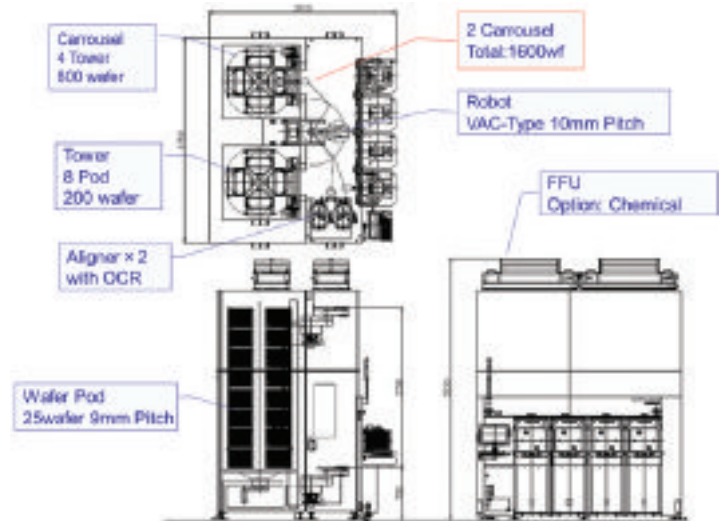 Carrousel
4 Tower
800 wafer
2 Carrousel
Total:1600wf
Robot
VAC-Type 10mm Pitch
Tower
8 Pod
200 wafer
FFU
Option: Chemical
Aligner × 2
with OCR
Wafer Pod
25wafer 9mm Pitch